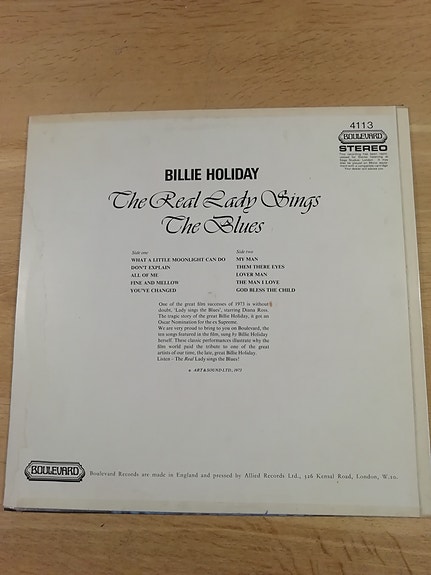 4113
BOULEVARD
STEREO
BILLIE HOLIDAY
The Real Lady Sings
The Blues
Side one
WHAT A LITTLE MOONLIGHT CAN DO
DON'T EXPLAIN
ALL OF ME
FINE AND MELLOW
YOU'VE CHANGED
Side two
MY MAN
THEM THERE EYES
LOVER MAN
THE MAN I LOVE
GOD BLESS THE CHILD
One of the great film successes of 1973 is without
doubt, 'Lady sings the Blues', starring Diana Ross.
The tragic story of the great Billie Holiday, it got an
Oscar Nomination for the ex Supreme.
We are very proud to bring to you on Boulevard, the
ten songs featured in the film, sung by Billie Holiday
herself. These classic performances illustrate why the
film world paid the tribute to one of the great
artists of our time, the late, great Billie Holiday.
Listen – The Real Lady sings the Blues!
ART & SOUND LTD., 1973
BOULEVARD
Boulevard Records are made in England and pressed by Allied Records Ltd., 326 Kensal Road, London, W.10.